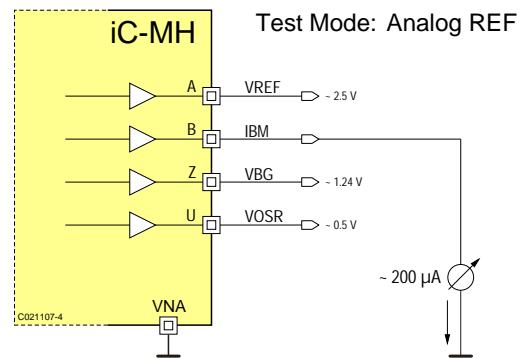 iC-MH
Test Mode: Analog REF
A VREF ~ 2.5 V
B IBM
Z VBG ~ 1.24 V
U VOSR ~ 0.5 V
~ 200 µA
C021107-4
VNA